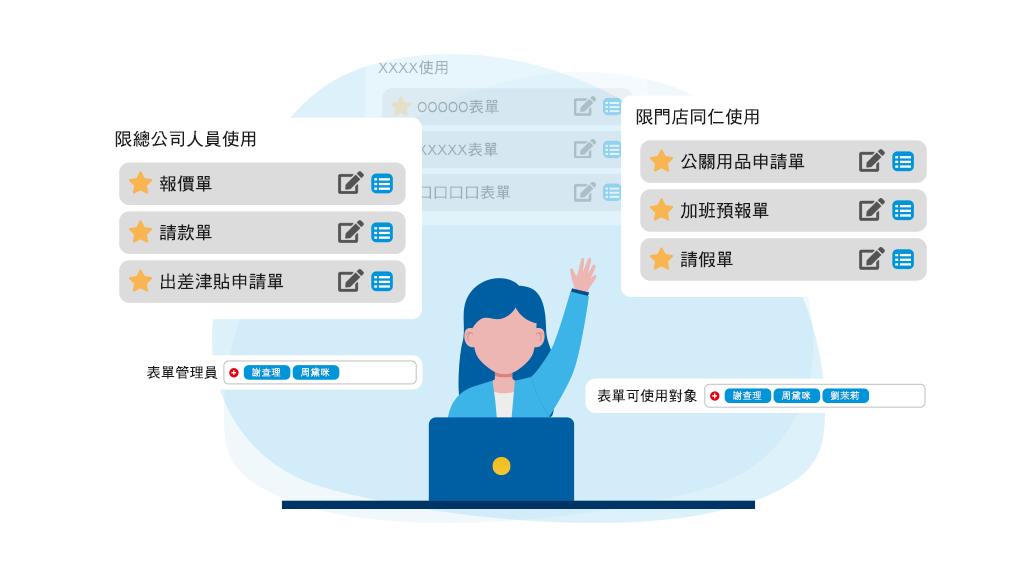 XXXX使用
OOOOO表單
XXXXX表單
口口口口表單
限總公司人員使用
報價單
請款單
出差津貼申請單
限門店同仁使用
公關用品申請單
加班預報單
請假單
表單管理員 謝查理 周黛咪
表單可使用對象 謝查理 周黛咪 劉茉莉